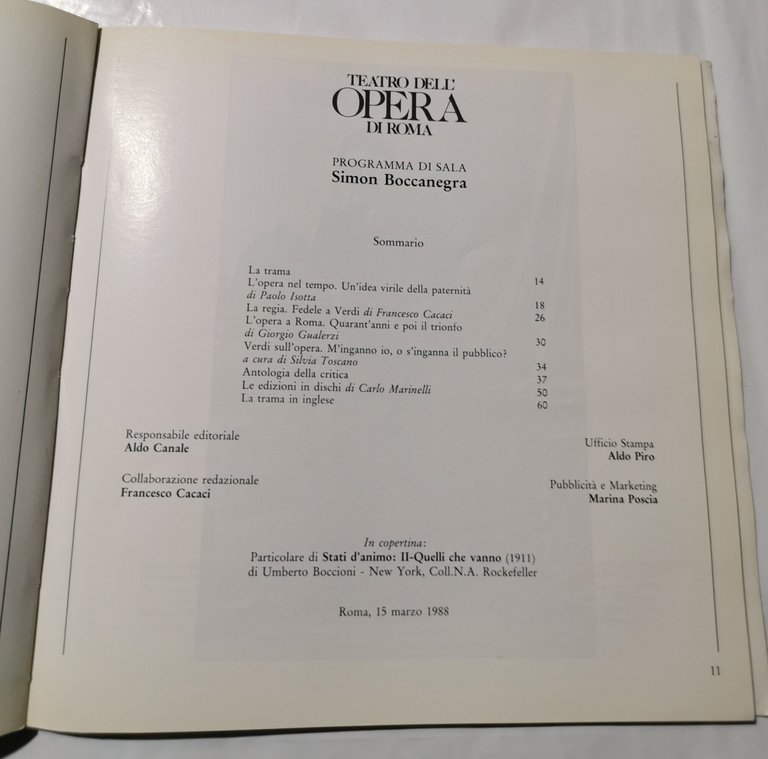 TEATRO DELL'
OPERA
DI ROMA
PROGRAMMA DI SALA
Simon Boccanegra
Sommario
La trama 14
L'opera nel tempo. Un'idea virile della paternità
di Paolo Isotta 18
La regia. Fedele a Verdi di Francesco Cacaci 26
L'opera a Roma. Quarant'anni e poi il trionfo
di Giorgio Gualerzi 30
Verdi sull'opera. M'inganno io, o s'inganna il pubblico?
a cura di Silvia Toscano 34
Antologia della critica 37
Le edizioni in dischi di Carlo Marinelli 50
La trama in inglese 60
Responsabile editoriale
Aldo Canale
Ufficio Stampa
Aldo Piro
Collaborazione redazionale
Francesco Cacaci
Pubblicità e Marketing
Marina Poscia
In copertina:
Particolare di Stati d'animo: II-Quelli che vanno (1911)
di Umberto Boccioni - New York, Coll.N.A. Rockefeller
Roma, 15 marzo 1988
11